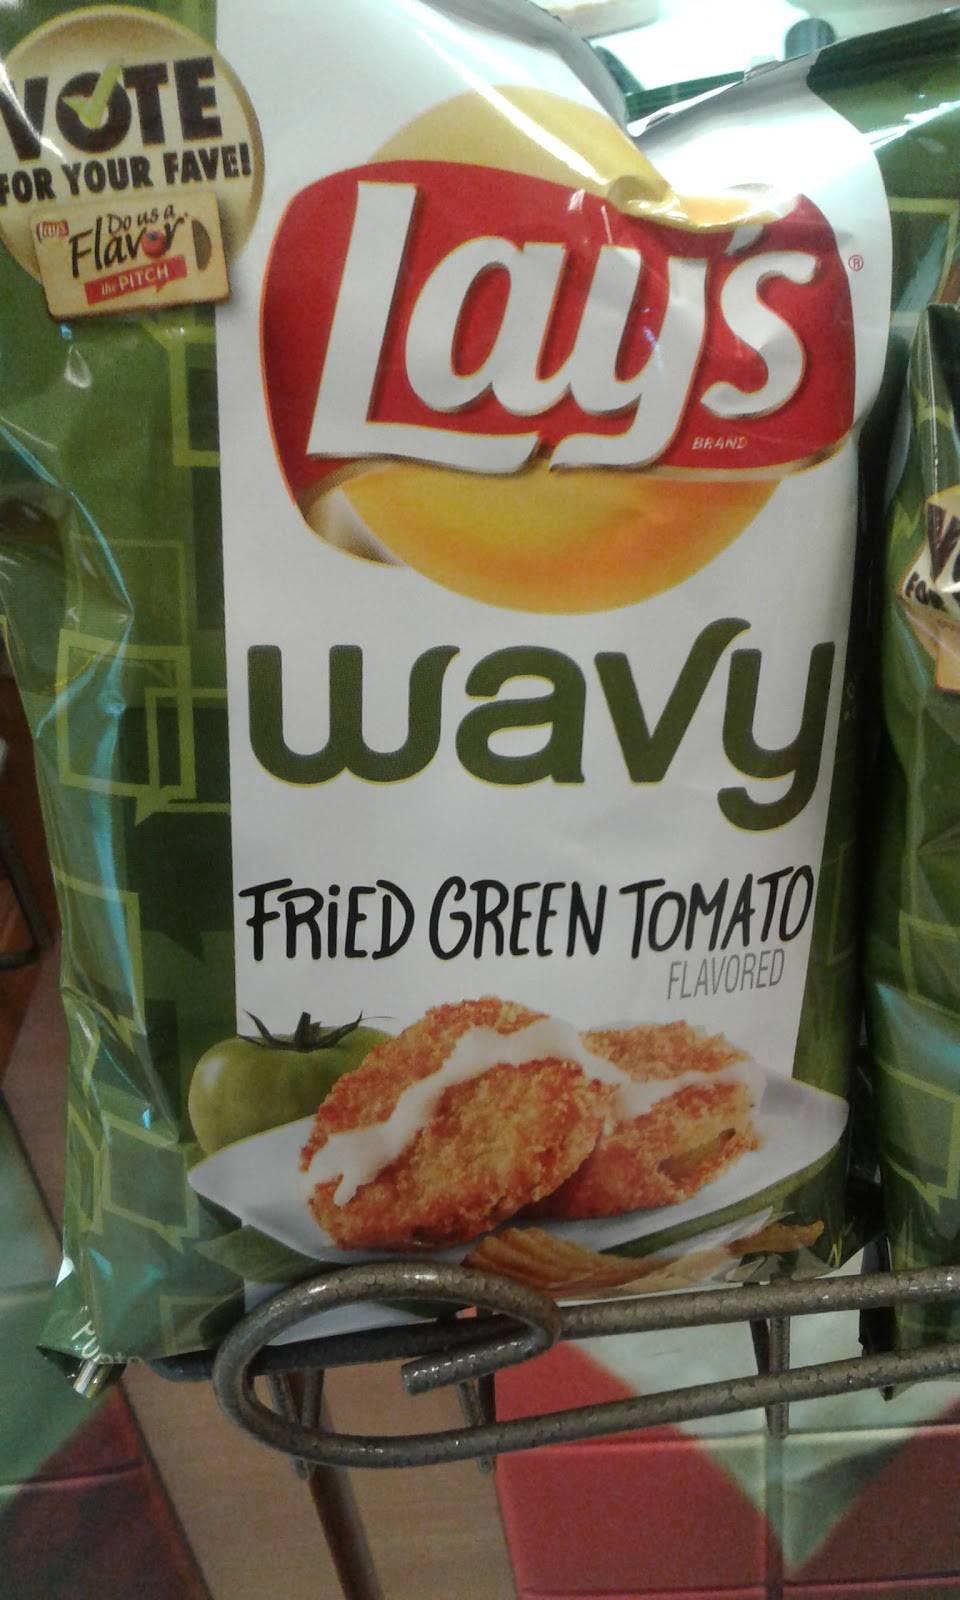 VOTE
FOR YOUR FAVE!
Lay's
Do us a
Flavor
the PITCH
Lay's®
BRAND
wavy
FRiED GREEN TOMATO
FLAVORED